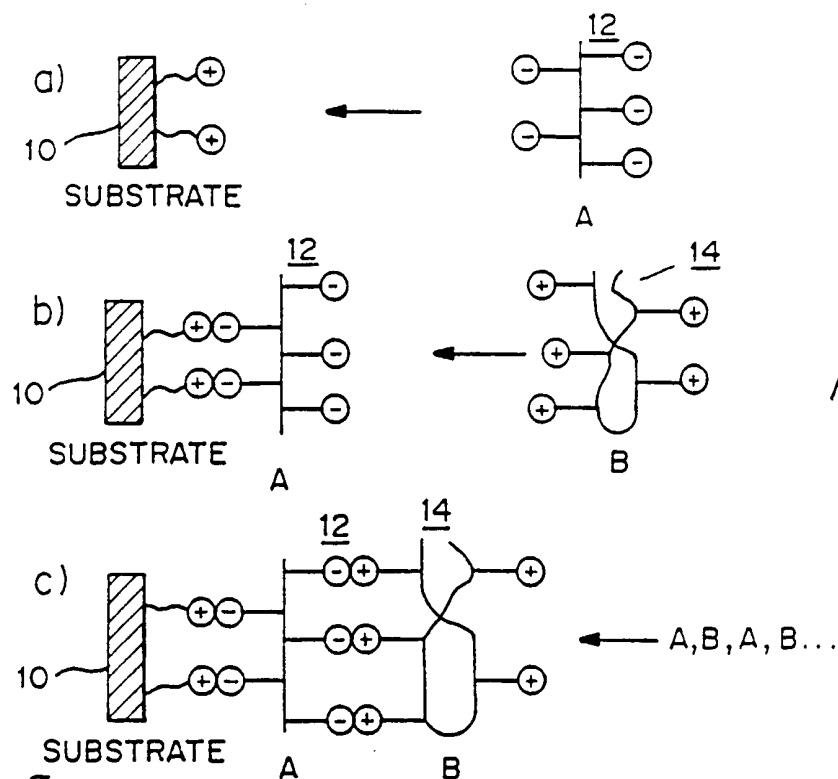 a)
12
10
SUBSTRATE
A
12
14
b)
10
SUBSTRATE
A
B
12
14
c)
A, B, A, B...
10
SUBSTRATE
A
B